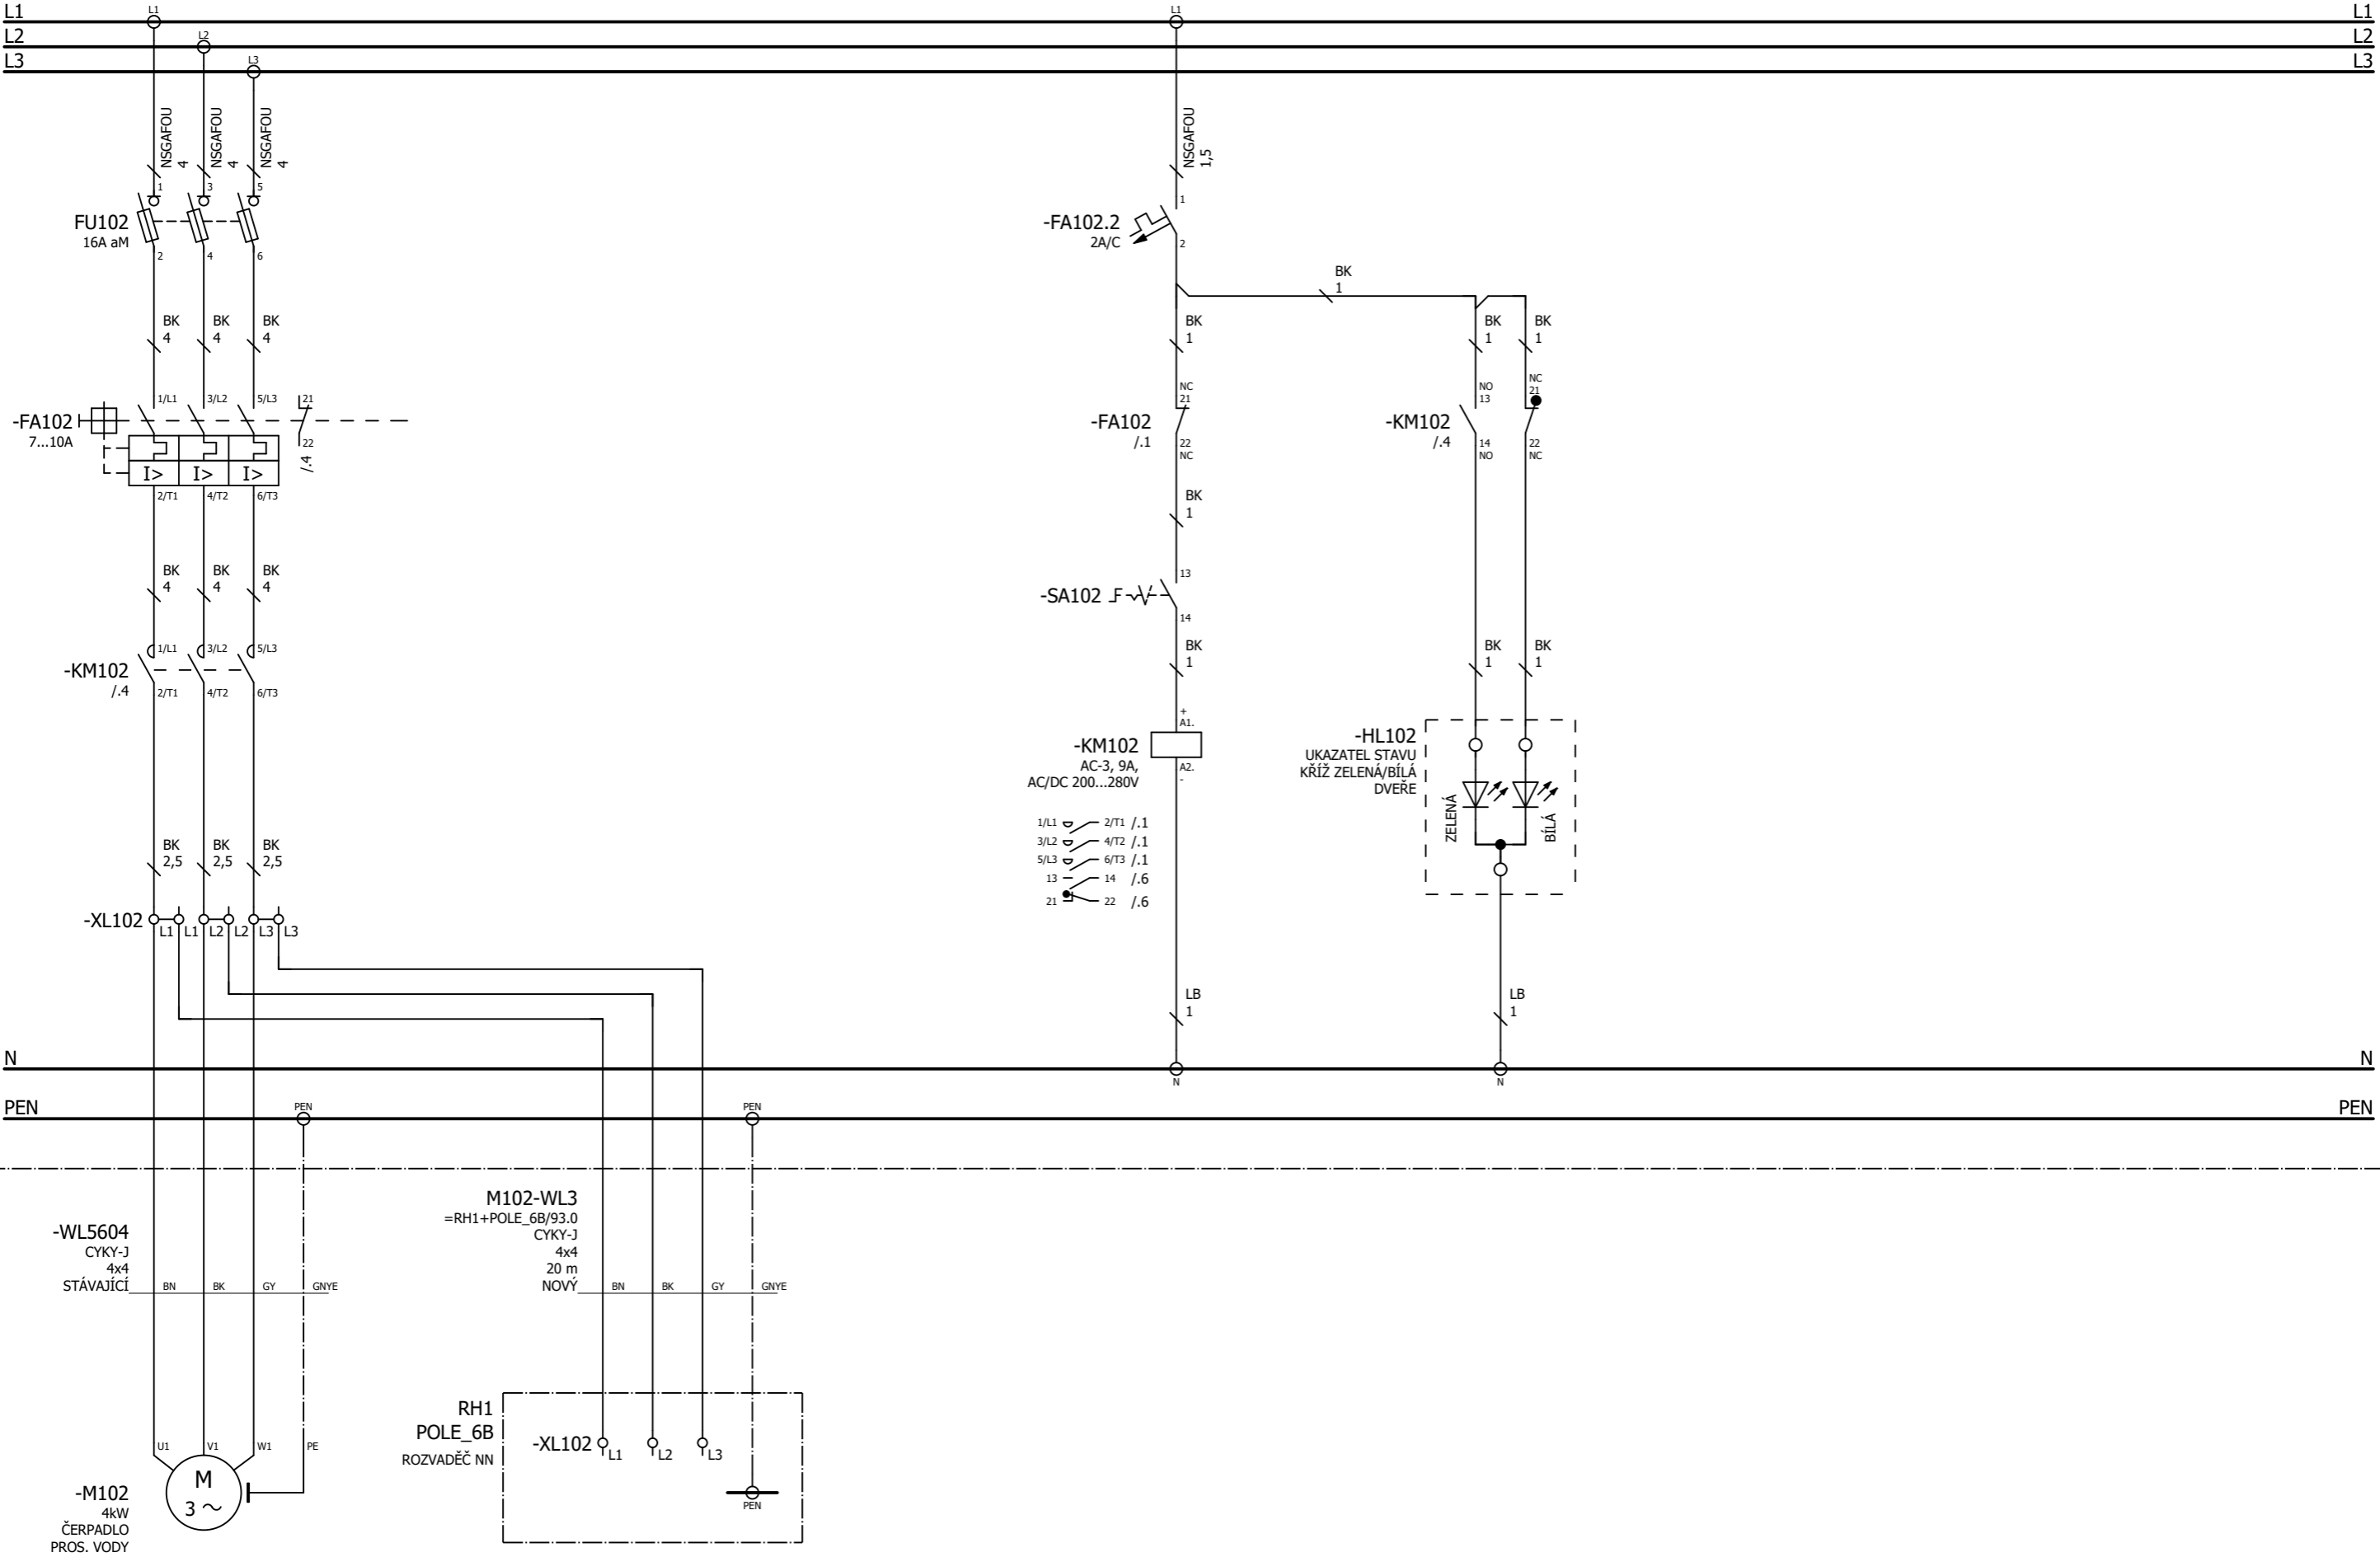 L1
L2
L3
L1
L2
L3
L1
L1
L2
L3
NSGAFOU
4
NSGAFOU
4
NSGAFOU
4
1
3
5
FU102
16A aM
2
4
6
BK
4
BK
4
BK
4
-FA102
7...10A
1/L1
3/L2
5/L3
21
22
/.4
I>
I>
I>
2/T1
4/T2
6/T3
BK
4
BK
4
BK
4
-KM102
/.4
1/L1
3/L2
5/L3
2/T1
4/T2
6/T3
BK
2,5
BK
2,5
BK
2,5
-XL102
L1
L1
L2
L2
L3
L3
NSGAFOU
1,5
-FA102.2
2A/C
1
2
BK
1
BK
1
BK
1
BK
1
-FA102
/.1
NC
21
22
NC
-KM102
/.4
NO
13
14
NO
NC
21
22
NC
BK
1
-SA102
13
14
BK
1
BK
1
BK
1
-KM102
AC-3, 9A,
AC/DC 200...280V
+
A1.
A2.
-
1/L1 2/T1 /.1
3/L2 4/T2 /.1
5/L3 6/T3 /.1
13 14 /.6
21 22 /.6
-HL102
UKAZATEL STAVU
KŘÍŽ ZELENÁ/BÍLÁ
DVEŘE
ZELENÁ
BÍLÁ
LB
1
LB
1
N
N
N
N
PEN
PEN
PEN
PEN
-WL5604
CYKY-J
4x4
STÁVAJÍCÍ
BN
BK
GY
GNYE
M102-WL3
=RH1+POLE_6B/93.0
CYKY-J
4x4
20 m
NOVÝ
BN
BK
GY
GNYE
U1
V1
W1
PE
M
3
-M102
4kW
ČERPADLO
PROS. VODY
RH1
POLE_6B
ROZVADĚČ NN
-XL102
L1
L2
L3
PEN